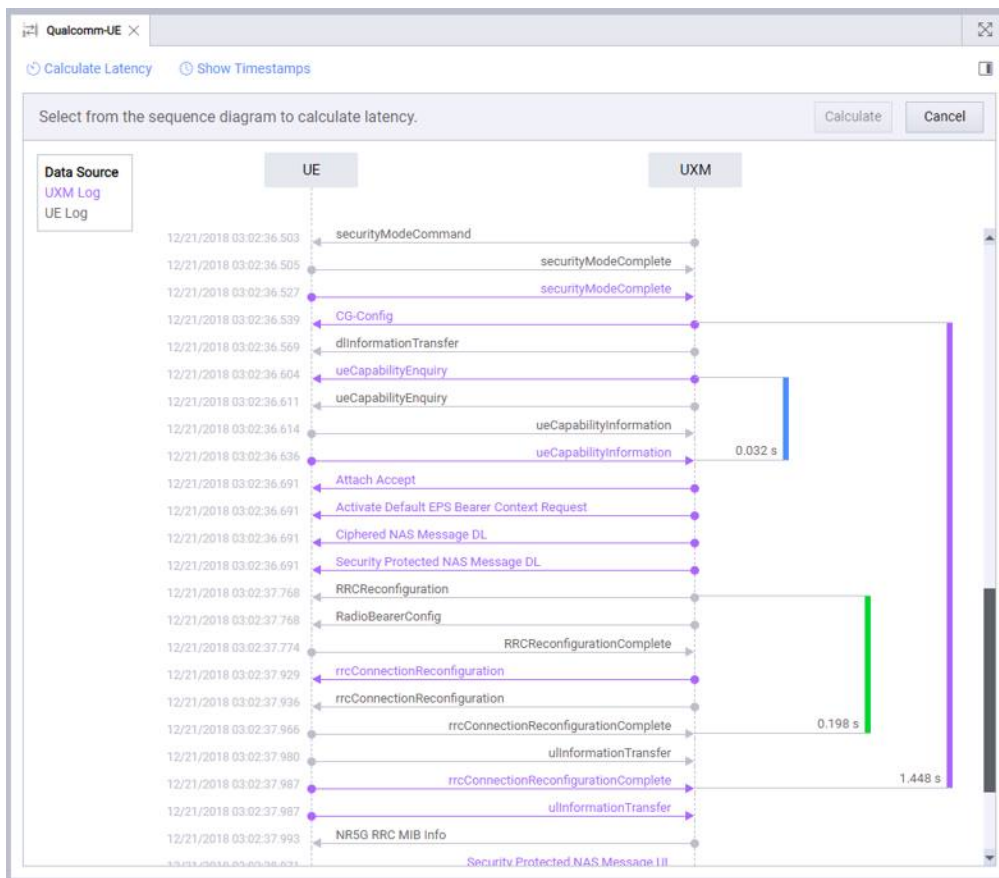 Qualcomm-UE
Calculate Latency Show Timestamps
Select from the sequence diagram to calculate latency. Calculate Cancel
Data Source
UXM Log
UE Log
UE UXM
12/21/2018 03:02:36.503 securityModeCommand
12/21/2018 03:02:36.505 securityModeComplete
12/21/2018 03:02:36.527 securityModeComplete
12/21/2018 03:02:36.539 CG-Config
12/21/2018 03:02:36.569 dlInformationTransfer
12/21/2018 03:02:36.604 ueCapabilityEnquiry
12/21/2018 03:02:36.611 ueCapabilityEnquiry
12/21/2018 03:02:36.614 ueCapabilityInformation
12/21/2018 03:02:36.636 ueCapabilityInformation 0.032 s
12/21/2018 03:02:36.691 Attach Accept
12/21/2018 03:02:36.691 Activate Default EPS Bearer Context Request
12/21/2018 03:02:36.691 Ciphered NAS Message DL
12/21/2018 03:02:36.691 Security Protected NAS Message DL
12/21/2018 03:02:37.768 RRCReconfiguration
12/21/2018 03:02:37.768 RadioBearerConfig
12/21/2018 03:02:37.774 RRCReconfigurationComplete
12/21/2018 03:02:37.929 rrcConnectionReconfiguration
12/21/2018 03:02:37.936 rrcConnectionReconfiguration
12/21/2018 03:02:37.966 rrcConnectionReconfigurationComplete 0.198 s
12/21/2018 03:02:37.980 ulInformationTransfer
12/21/2018 03:02:37.987 rrcConnectionReconfigurationComplete 1.448 s
12/21/2018 03:02:37.987 ulInformationTransfer
12/21/2018 03:02:37.993 NR5G RRC MIB Info
Security Protected NAS Message UL